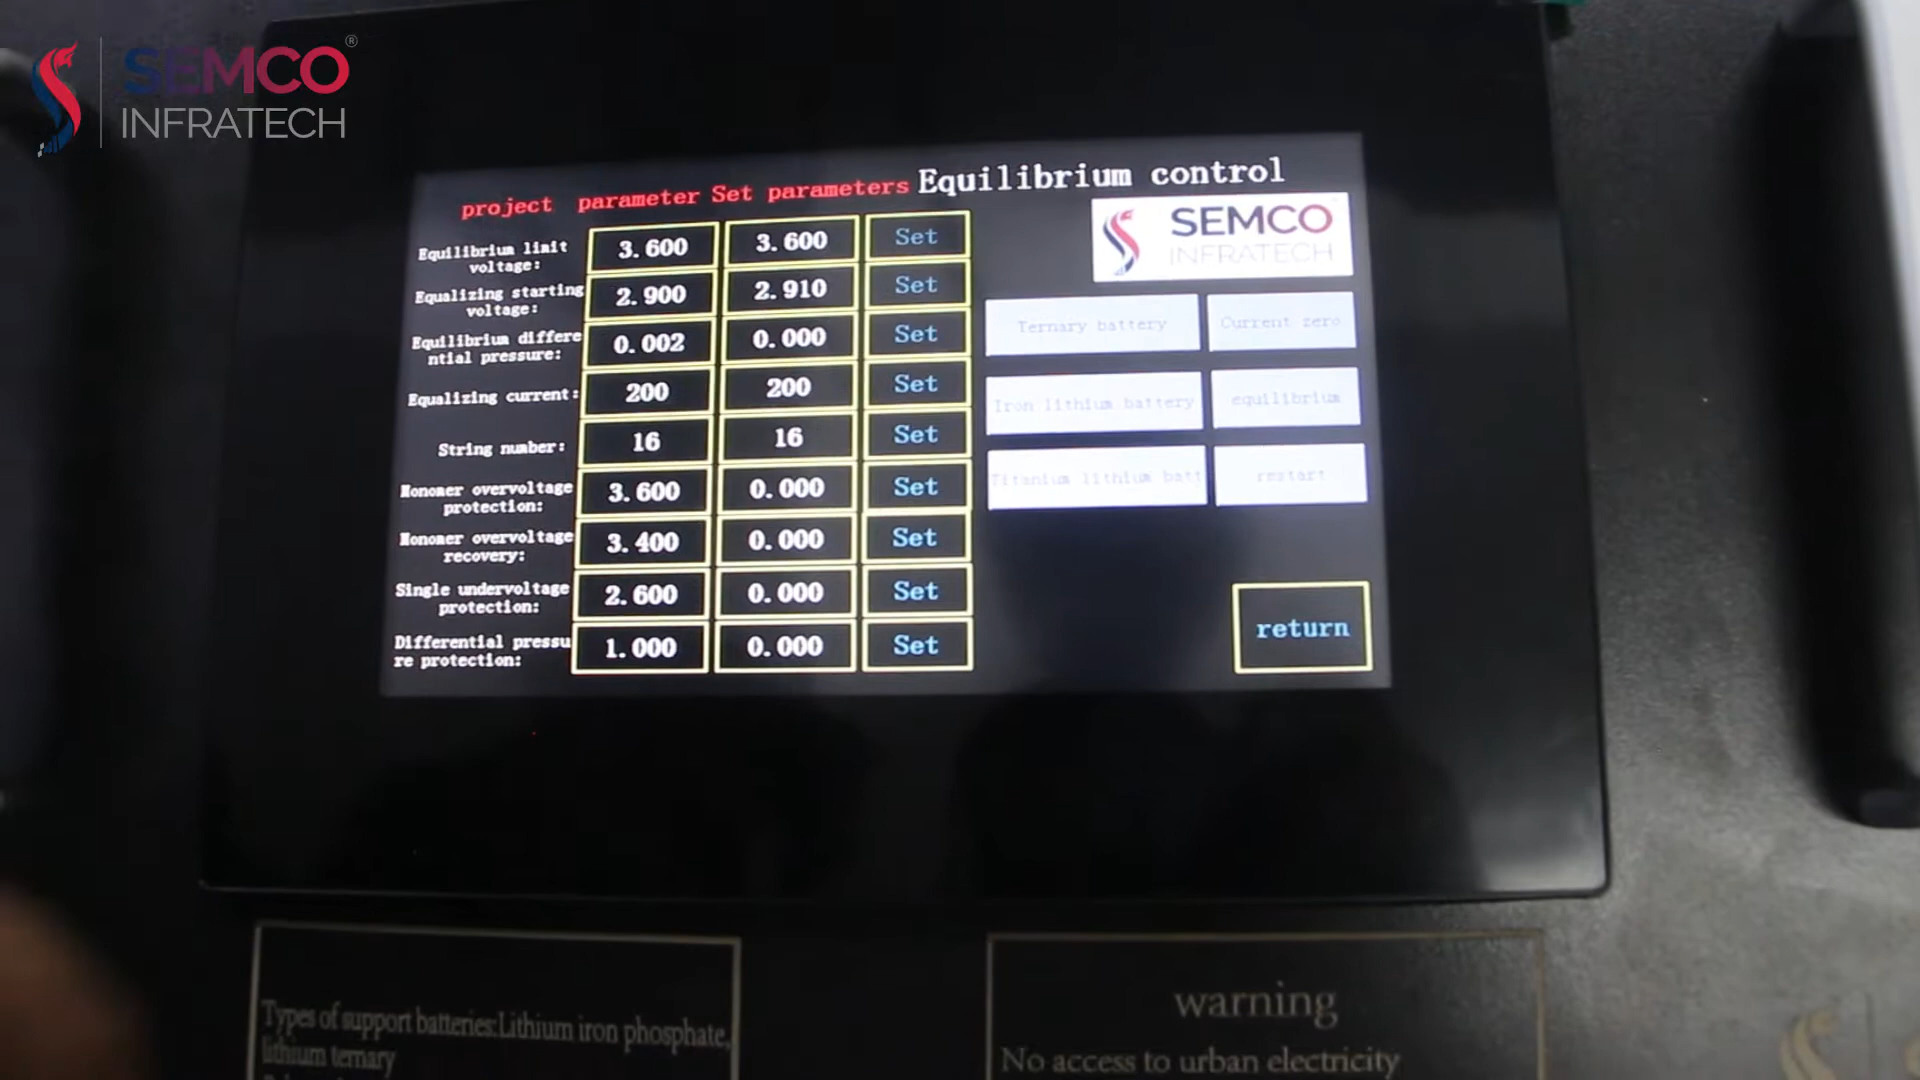 SEMCO®
INFRATECH
Equilibrium control
project parameter Set parameters
SEMCO
INFRATECH
Equilibrium limit
voltage:
3.600 3.600 Set
Equalizing starting
voltage:
2.900 2.910 Set
Equilibrium differe
ntial pressure:
0.002 0.000 Set
Equalizing current:
200 200 Set
String number:
16 16 Set
Monomer overvoltage
protection:
3.600 0.000 Set
Monomer overvoltage
recovery:
3.400 0.000 Set
Single undervoltage
protection:
2.600 0.000 Set
Differential pressu
re protection:
1.000 0.000 Set
Ternary battery Current zero
Iron lithium battery equilibrium
Titanium lithium batt restart
return
Types of support batteries:Lithium iron phosphate,
lithium ternary
warning
No access to urban electricity